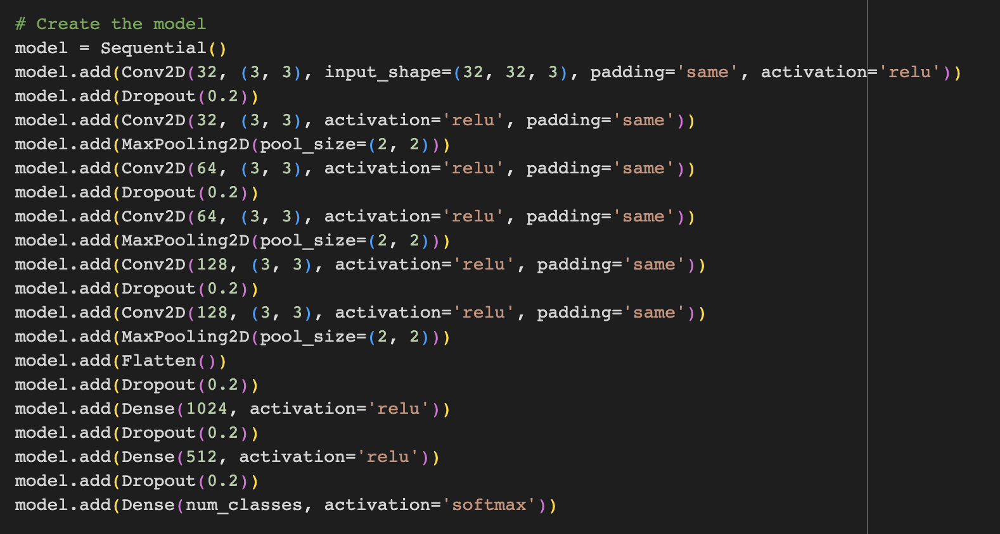 # Create the model
model = Sequential()
model.add(Conv2D(32, (3, 3), input_shape=(32, 32, 3), padding='same', activation='relu'))
model.add(Dropout(0.2))
model.add(Conv2D(32, (3, 3), activation='relu', padding='same'))
model.add(MaxPooling2D(pool_size=(2, 2)))
model.add(Conv2D(64, (3, 3), activation='relu', padding='same'))
model.add(Dropout(0.2))
model.add(Conv2D(64, (3, 3), activation='relu', padding='same'))
model.add(MaxPooling2D(pool_size=(2, 2)))
model.add(Conv2D(128, (3, 3), activation='relu', padding='same'))
model.add(Dropout(0.2))
model.add(Conv2D(128, (3, 3), activation='relu', padding='same'))
model.add(MaxPooling2D(pool_size=(2, 2)))
model.add(Flatten())
model.add(Dropout(0.2))
model.add(Dense(1024, activation='relu'))
model.add(Dropout(0.2))
model.add(Dense(512, activation='relu'))
model.add(Dropout(0.2))
model.add(Dense(num_classes, activation='softmax'))